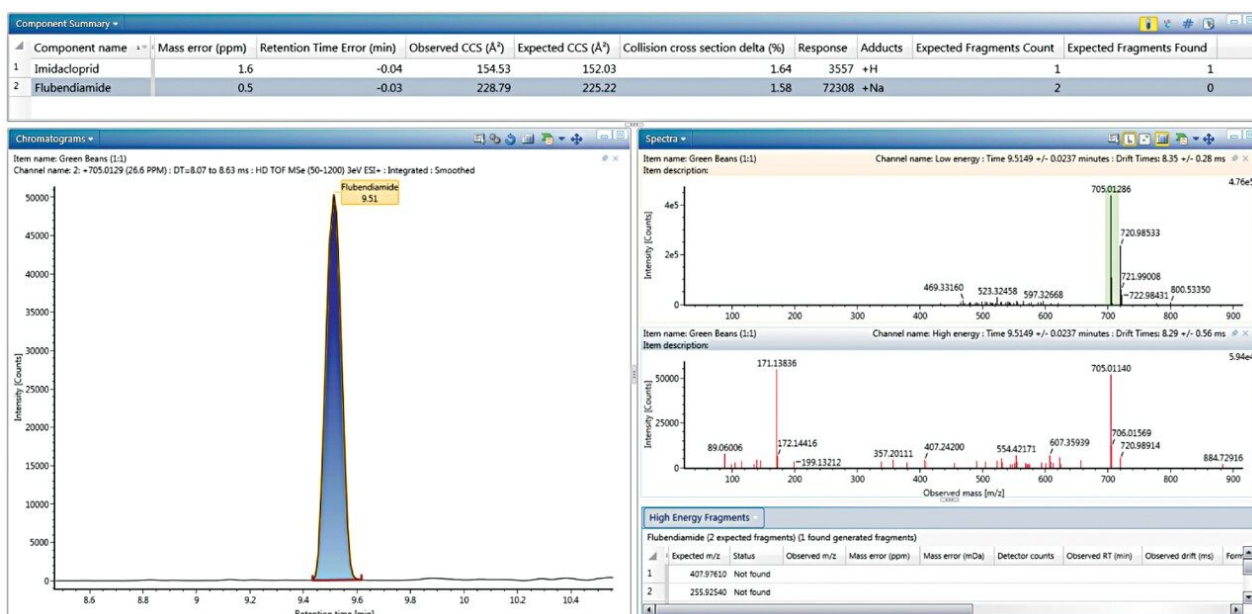 Component Summary
Component name Mass error (ppm) Retention Time Error (min) Observed CCS (Å²) Expected CCS (Å²) Collision cross section delta (%) Response Adducts Expected Fragments Count Expected Fragments Found
1 Imidacloprid 1.6 -0.04 154.53 152.03 1.64 3557 +H 1 1
2 Flubendiamide 0.5 -0.03 228.79 225.22 1.58 72308 +Na 2 0
Chromatograms
Item name: Green Beans (1:1)
Channel name: 2: +705.0129 (26.6 PPM) : DT=8.07 to 8.63 ms : HD TOF MSe (50-1200) 3eV ESI+ : Integrated : Smoothed
Flubendiamide
9.51
50000
45000
40000
35000
30000
25000
20000
15000
10000
5000
0
Intensity [Counts]
8.6 8.8 9 9.2 9.4 9.6 9.8 10 10.2 10.4
Retention time [min]
Spectra
Item name: Green Beans (1:1) Channel name: Low energy : Time 9.5149 +/- 0.0237 minutes : Drift Times: 8.35 +/- 0.28 ms
Item description:
4.76e5
705.01286
4e5
720.98533
2e5
721.99008
469.33160 523.32458 597.32668 722.98431 800.53350
0
Intensity [Counts]
100 200 300 400 500 600 700 800 900
Item name: Green Beans (1:1) Channel name: High energy : Time 9.5149 +/- 0.0237 minutes : Drift Times: 8.29 +/- 0.56 ms
Item description:
5.94e4
171.13836 705.01140
50000
25000
706.01569
89.06006 172.14416 407.24200 554.42171 607.35939 720.98914
199.13212 357.20111 884.72916
0
Intensity [Counts]
100 200 300 400 500 600 700 800 900
Observed mass [m/z]
High Energy Fragments
Flubendiamide (2 expected fragments) (1 found generated fragments)
Expected m/z Status Observed m/z Mass error (ppm) Mass error (mDa) Detector counts Observed RT (min) Observed drift (ms) Form
1 407.97610 Not found
2 255.92540 Not found